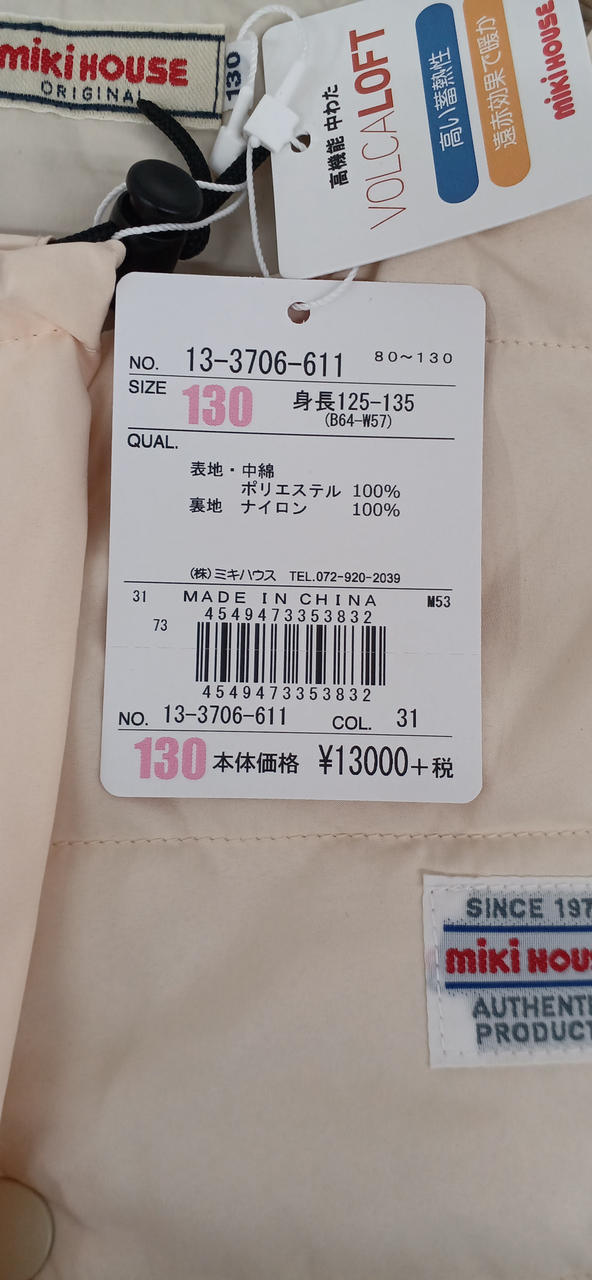 miki HOUSE
ORIGINAL
130
高機能 中わた
VOLCALOFT
高い蓄熱性
遠赤効果で暖か
miki HOUSE
NO. 13-3706-611 80～130
SIZE 130 身長125-135
(B64-W57)
QUAL.
表地・中綿
ポリエステル 100%
裏地 ナイロン 100%
(株)ミキハウス TEL.072-920-2039
31 MADE IN CHINA M53
4549473353832
73
4549473353832
NO. 13-3706-611 COL. 31
130 本体価格 ¥13000+税
SINCE 197
miki HOU
AUTHENT
PRODUCT